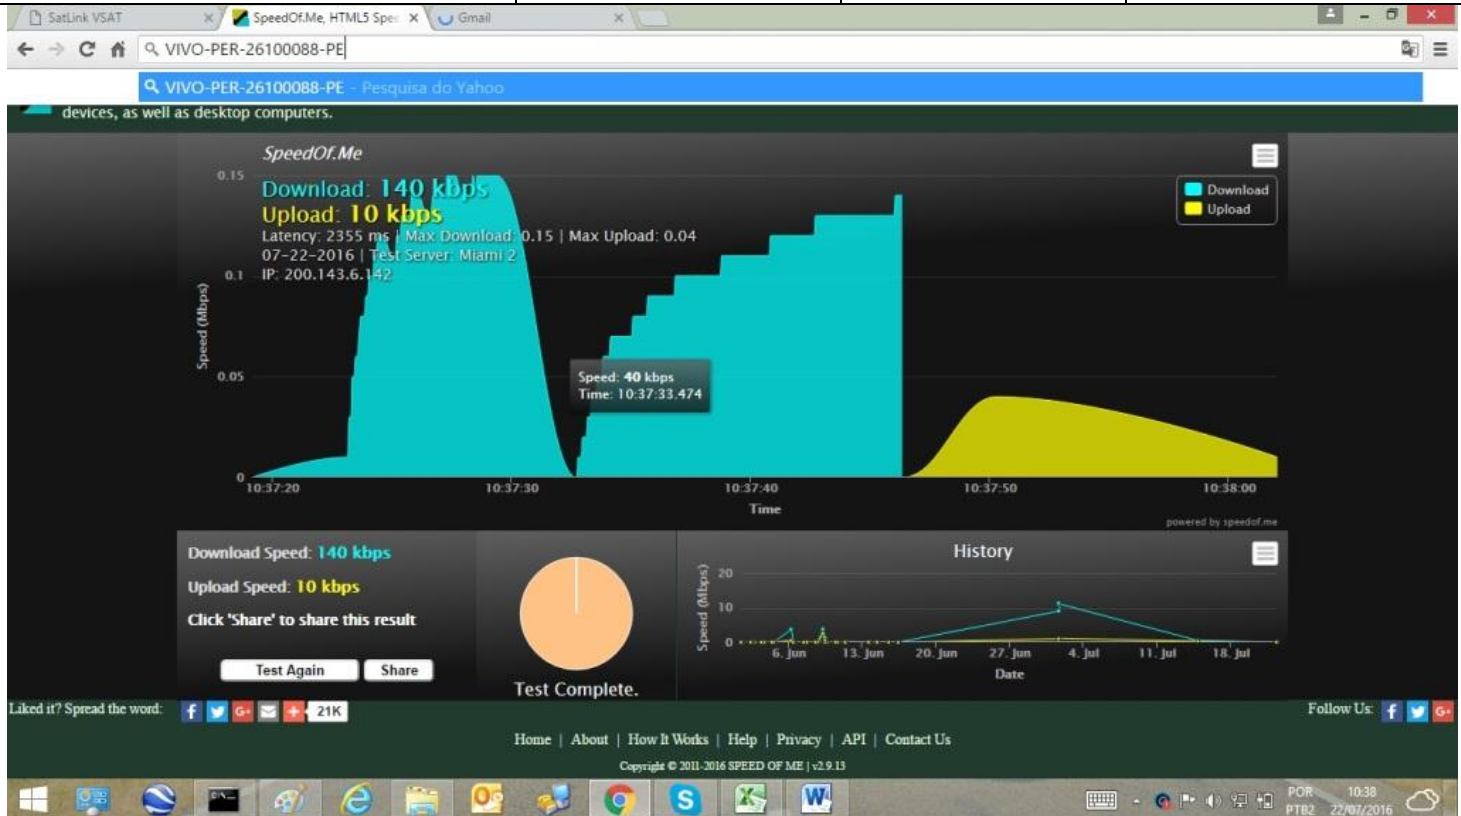 SatLink VSAT
SpeedOf.Me, HTML5 Spee
Gmail
VIVO-PER-26100088-PE
VIVO-PER-26100088-PE - Pesquisa do Yahoo
devices, as well as desktop computers.
SpeedOf.Me
0.15
Download: 140 kbps
Upload: 10 kbps
Latency: 2355 ms | Max Download: 0.15 | Max Upload: 0.04
07-22-2016 | Test Server: Miami 2
IP: 200.143.6.142
Download
Upload
0.1
Speed (Mbps)
0.05
Speed: 40 kbps
Time: 10:37:33.474
0
10:37:20
10:37:30
10:37:40
10:37:50
10:38:00
Time
powered by speedof.me
Download Speed: 140 kbps
Upload Speed: 10 kbps
Click 'Share' to share this result
Test Again
Share
Test Complete.
History
Speed (Mbps)
20
10
0
6. Jun
13. Jun
20. Jun
27. Jun
4. Jul
11. Jul
18. Jul
Date
Liked it? Spread the word:
21K
Follow Us:
Home | About | How It Works | Help | Privacy | API | Contact Us
Copyright © 2011-2016 SPEED OF ME | v2.9.13
POR
PTB2
10:38
22/07/2016